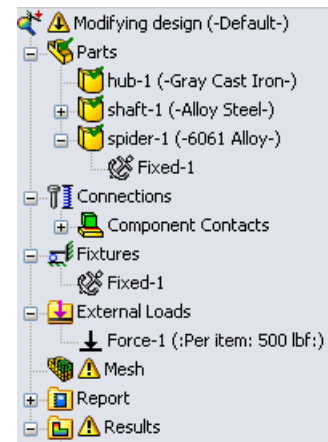 Modifying design (-Default-)
Parts
hub-1 (-Gray Cast Iron-)
shaft-1 (-Alloy Steel-)
spider-1 (-6061 Alloy-)
Fixed-1
Connections
Component Contacts
Fixtures
Fixed-1
External Loads
Force-1 (:Per item: 500 lbf:)
Mesh
Report
Results